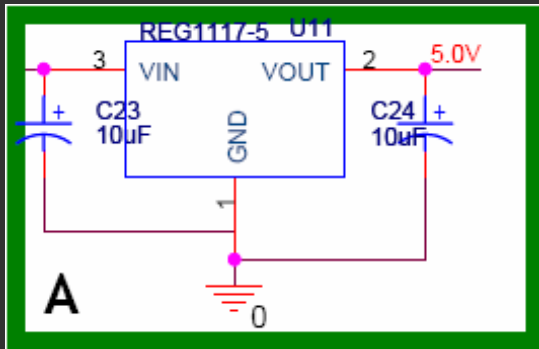 REG1117-5 U11
3 VIN VOUT 2 5.0V
C23
10uF
C24
10uF
GND
1
A
0